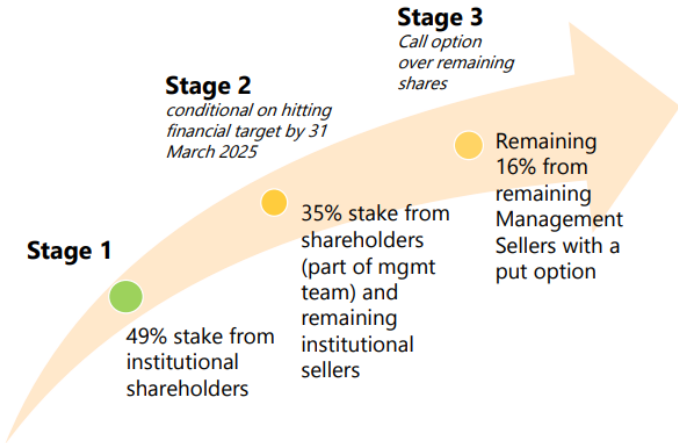 Stage 1
49% stake from
institutional
shareholders
Stage 2
conditional on hitting
financial target by 31
March 2025
35% stake from
shareholders
(part of mgmt
team) and
remaining
institutional
sellers
Stage 3
Call option
over remaining
shares
Remaining
16% from
remaining
Management
Sellers with a
put option